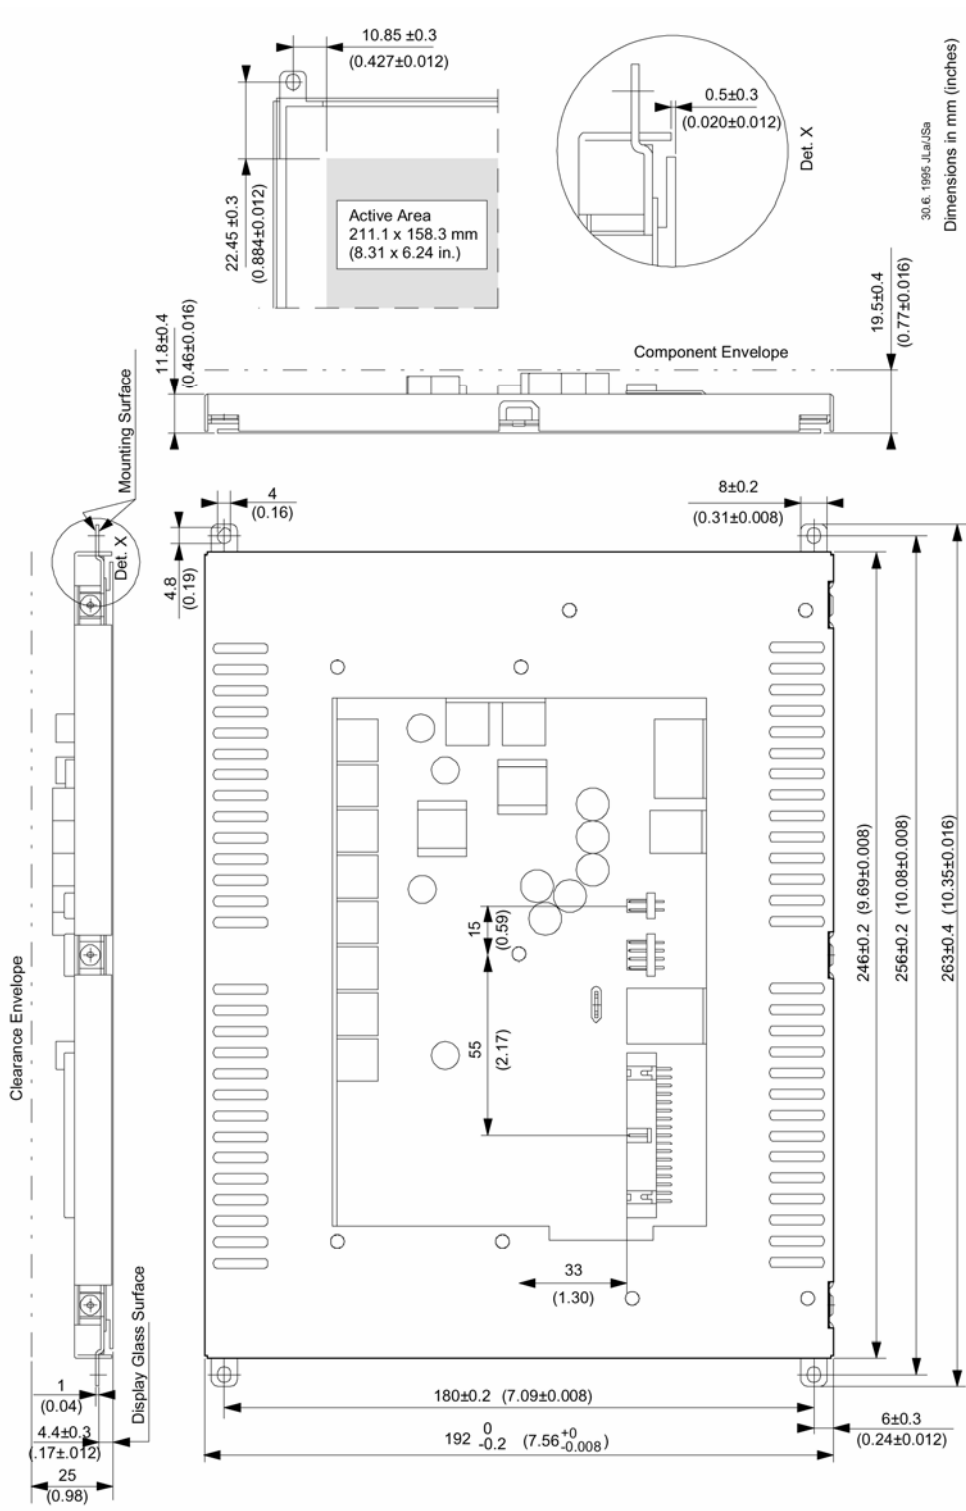 10.85 ±0.3
(0.427±0.012)
22.45 ±0.3
(0.884±0.012)
Active Area
211.1 x 158.3 mm
(8.31 x 6.24 in.)
0.5±0.3
(0.020±0.012)
Det. X
30.6. 1995 JLa/JSa
Dimensions in mm (inches)
11.8±0.4
(0.46±0.016)
Component Envelope
19.5±0.4
(0.77±0.016)
Mounting Surface
Det. X
4
(0.16)
4.8
(0.19)
8±0.2
(0.31±0.008)
15
(0.59)
55
(2.17)
33
(1.30)
246±0.2 (9.69±0.008)
256±0.2 (10.08±0.008)
263±0.4 (10.35±0.016)
Clearance Envelope
Display Glass Surface
1
(0.04)
4.4±0.3
(.17±.012)
25
(0.98)
180±0.2 (7.09±0.008)
192 0 -0.2 (7.56 +0 -0.008)
6±0.3
(0.24±0.012)